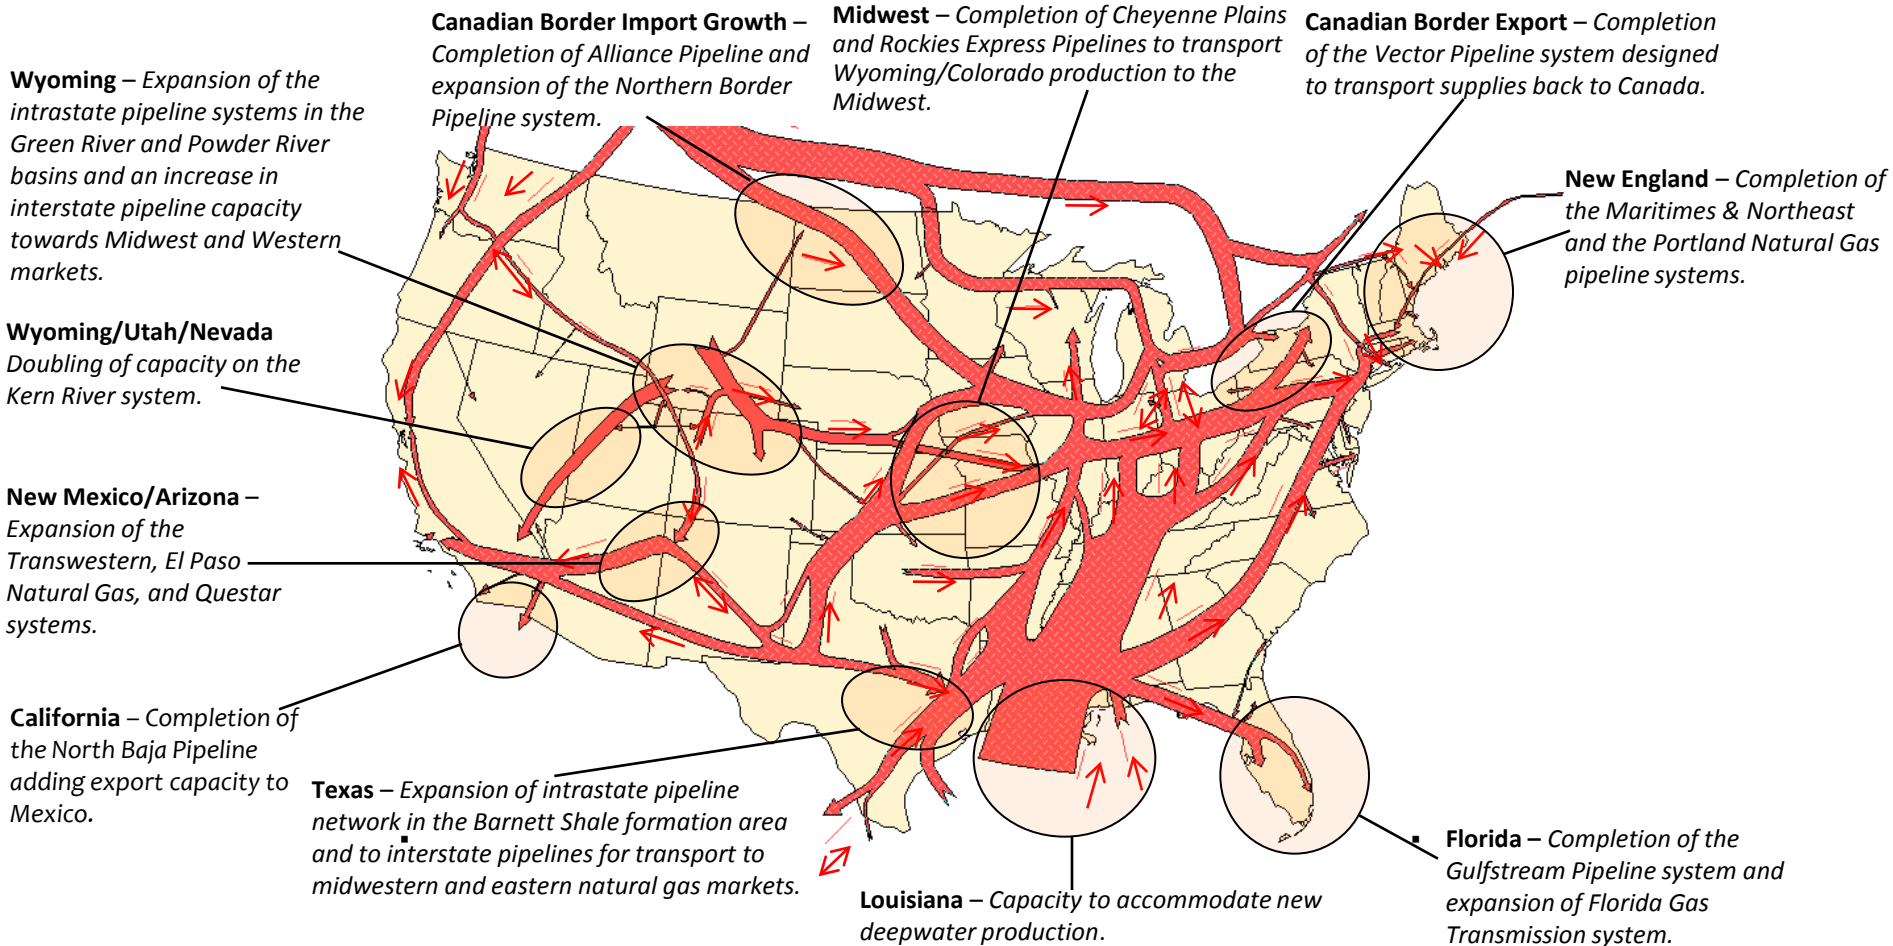 Canadian Border Import Growth –
Completion of Alliance Pipeline and
expansion of the Northern Border
Pipeline system.
Midwest – Completion of Cheyenne Plains
and Rockies Express Pipelines to transport
Wyoming/Colorado production to the
Midwest.
Canadian Border Export – Completion
of the Vector Pipeline system designed
to transport supplies back to Canada.
Wyoming – Expansion of the
intrastate pipeline systems in the
Green River and Powder River
basins and an increase in
interstate pipeline capacity
towards Midwest and Western
markets.
New England – Completion of
the Maritimes & Northeast
and the Portland Natural Gas
pipeline systems.
Wyoming/Utah/Nevada
Doubling of capacity on the
Kern River system.
New Mexico/Arizona –
Expansion of the
Transwestern, El Paso
Natural Gas, and Questar
systems.
California – Completion of
the North Baja Pipeline
adding export capacity to
Mexico.
Texas – Expansion of intrastate pipeline
network in the Barnett Shale formation area
and to interstate pipelines for transport to
midwestern and eastern natural gas markets.
Louisiana – Capacity to accommodate new
deepwater production.
▪ Florida – Completion of the
Gulfstream Pipeline system and
expansion of Florida Gas
Transmission system.